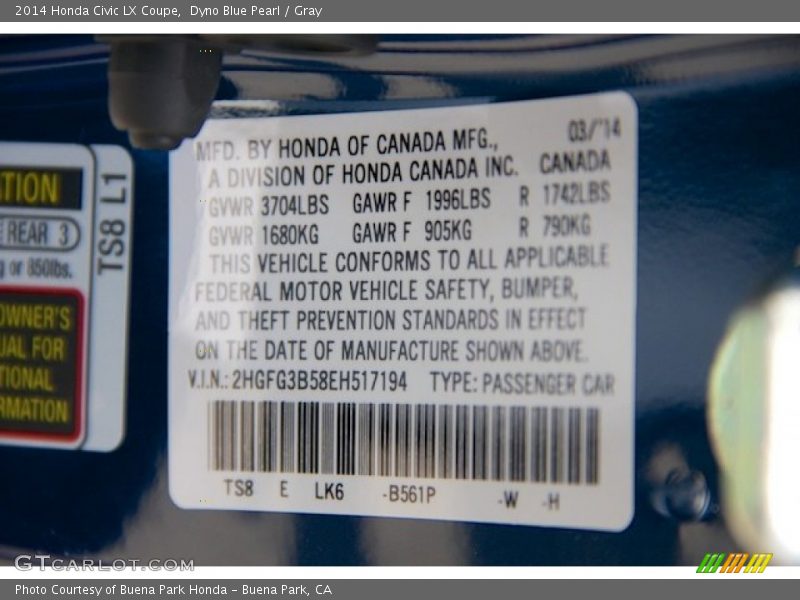 2014 Honda Civic LX Coupe, Dyno Blue Pearl / Gray
MFD. BY HONDA OF CANADA MFG., 03/'14
A DIVISION OF HONDA CANADA INC. CANADA
GVWR 3704LBS GAWR F 1996LBS R 1742LBS
GVWR 1680KG GAWR F 905KG R 790KG
THIS VEHICLE CONFORMS TO ALL APPLICABLE
FEDERAL MOTOR VEHICLE SAFETY, BUMPER,
AND THEFT PREVENTION STANDARDS IN EFFECT
ON THE DATE OF MANUFACTURE SHOWN ABOVE.
V.I.N.: 2HGFG3B58EH517194 TYPE: PASSENGER CAR
TS8 E LK6 -B561P -W -H
TION
REAR 3
or 850lbs.
OWNER'S
UAL FOR
TIONAL
RMATION
TS8 L1
GTCARLOT.COM
Photo Courtesy of Buena Park Honda – Buena Park, CA